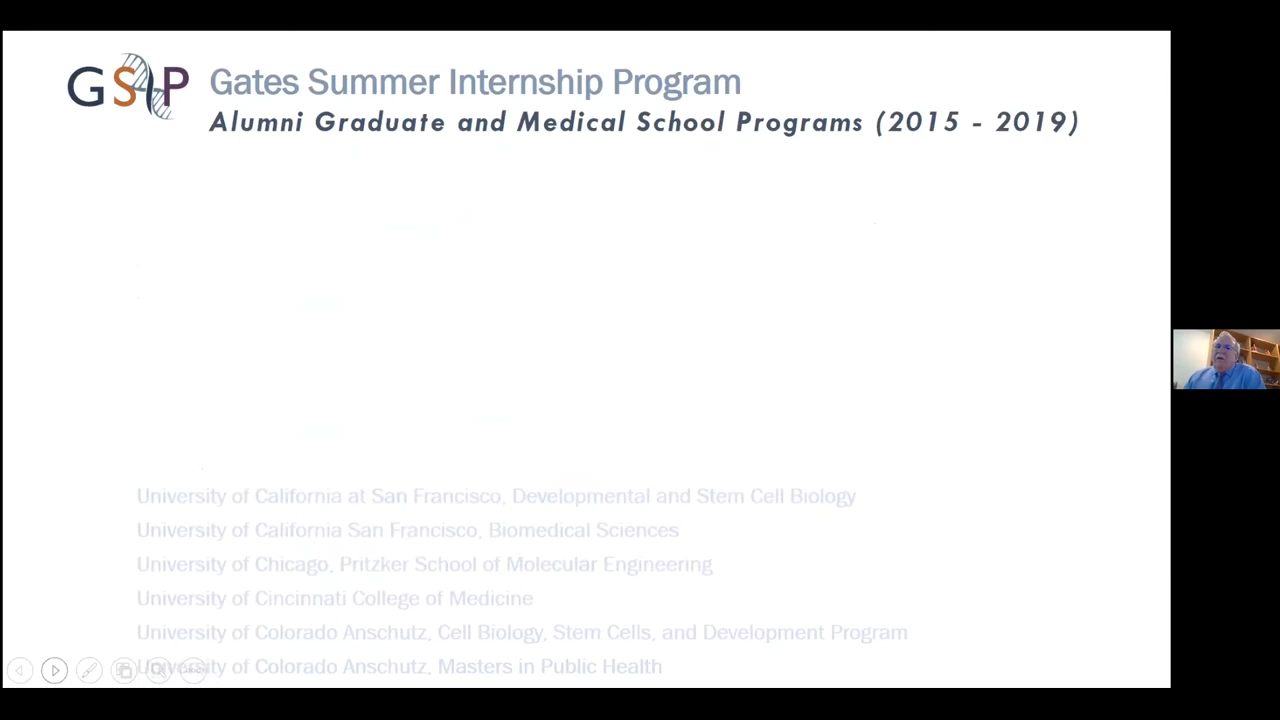 GSIP Gates Summer Internship Program
Alumni Graduate and Medical School Programs (2015 - 2019)
University of California at San Francisco, Developmental and Stem Cell Biology
University of California San Francisco, Biomedical Sciences
University of Chicago, Pritzker School of Molecular Engineering
University of Cincinnati College of Medicine
University of Colorado Anschutz, Cell Biology, Stem Cells, and Development Program
University of Colorado Anschutz, Masters in Public Health